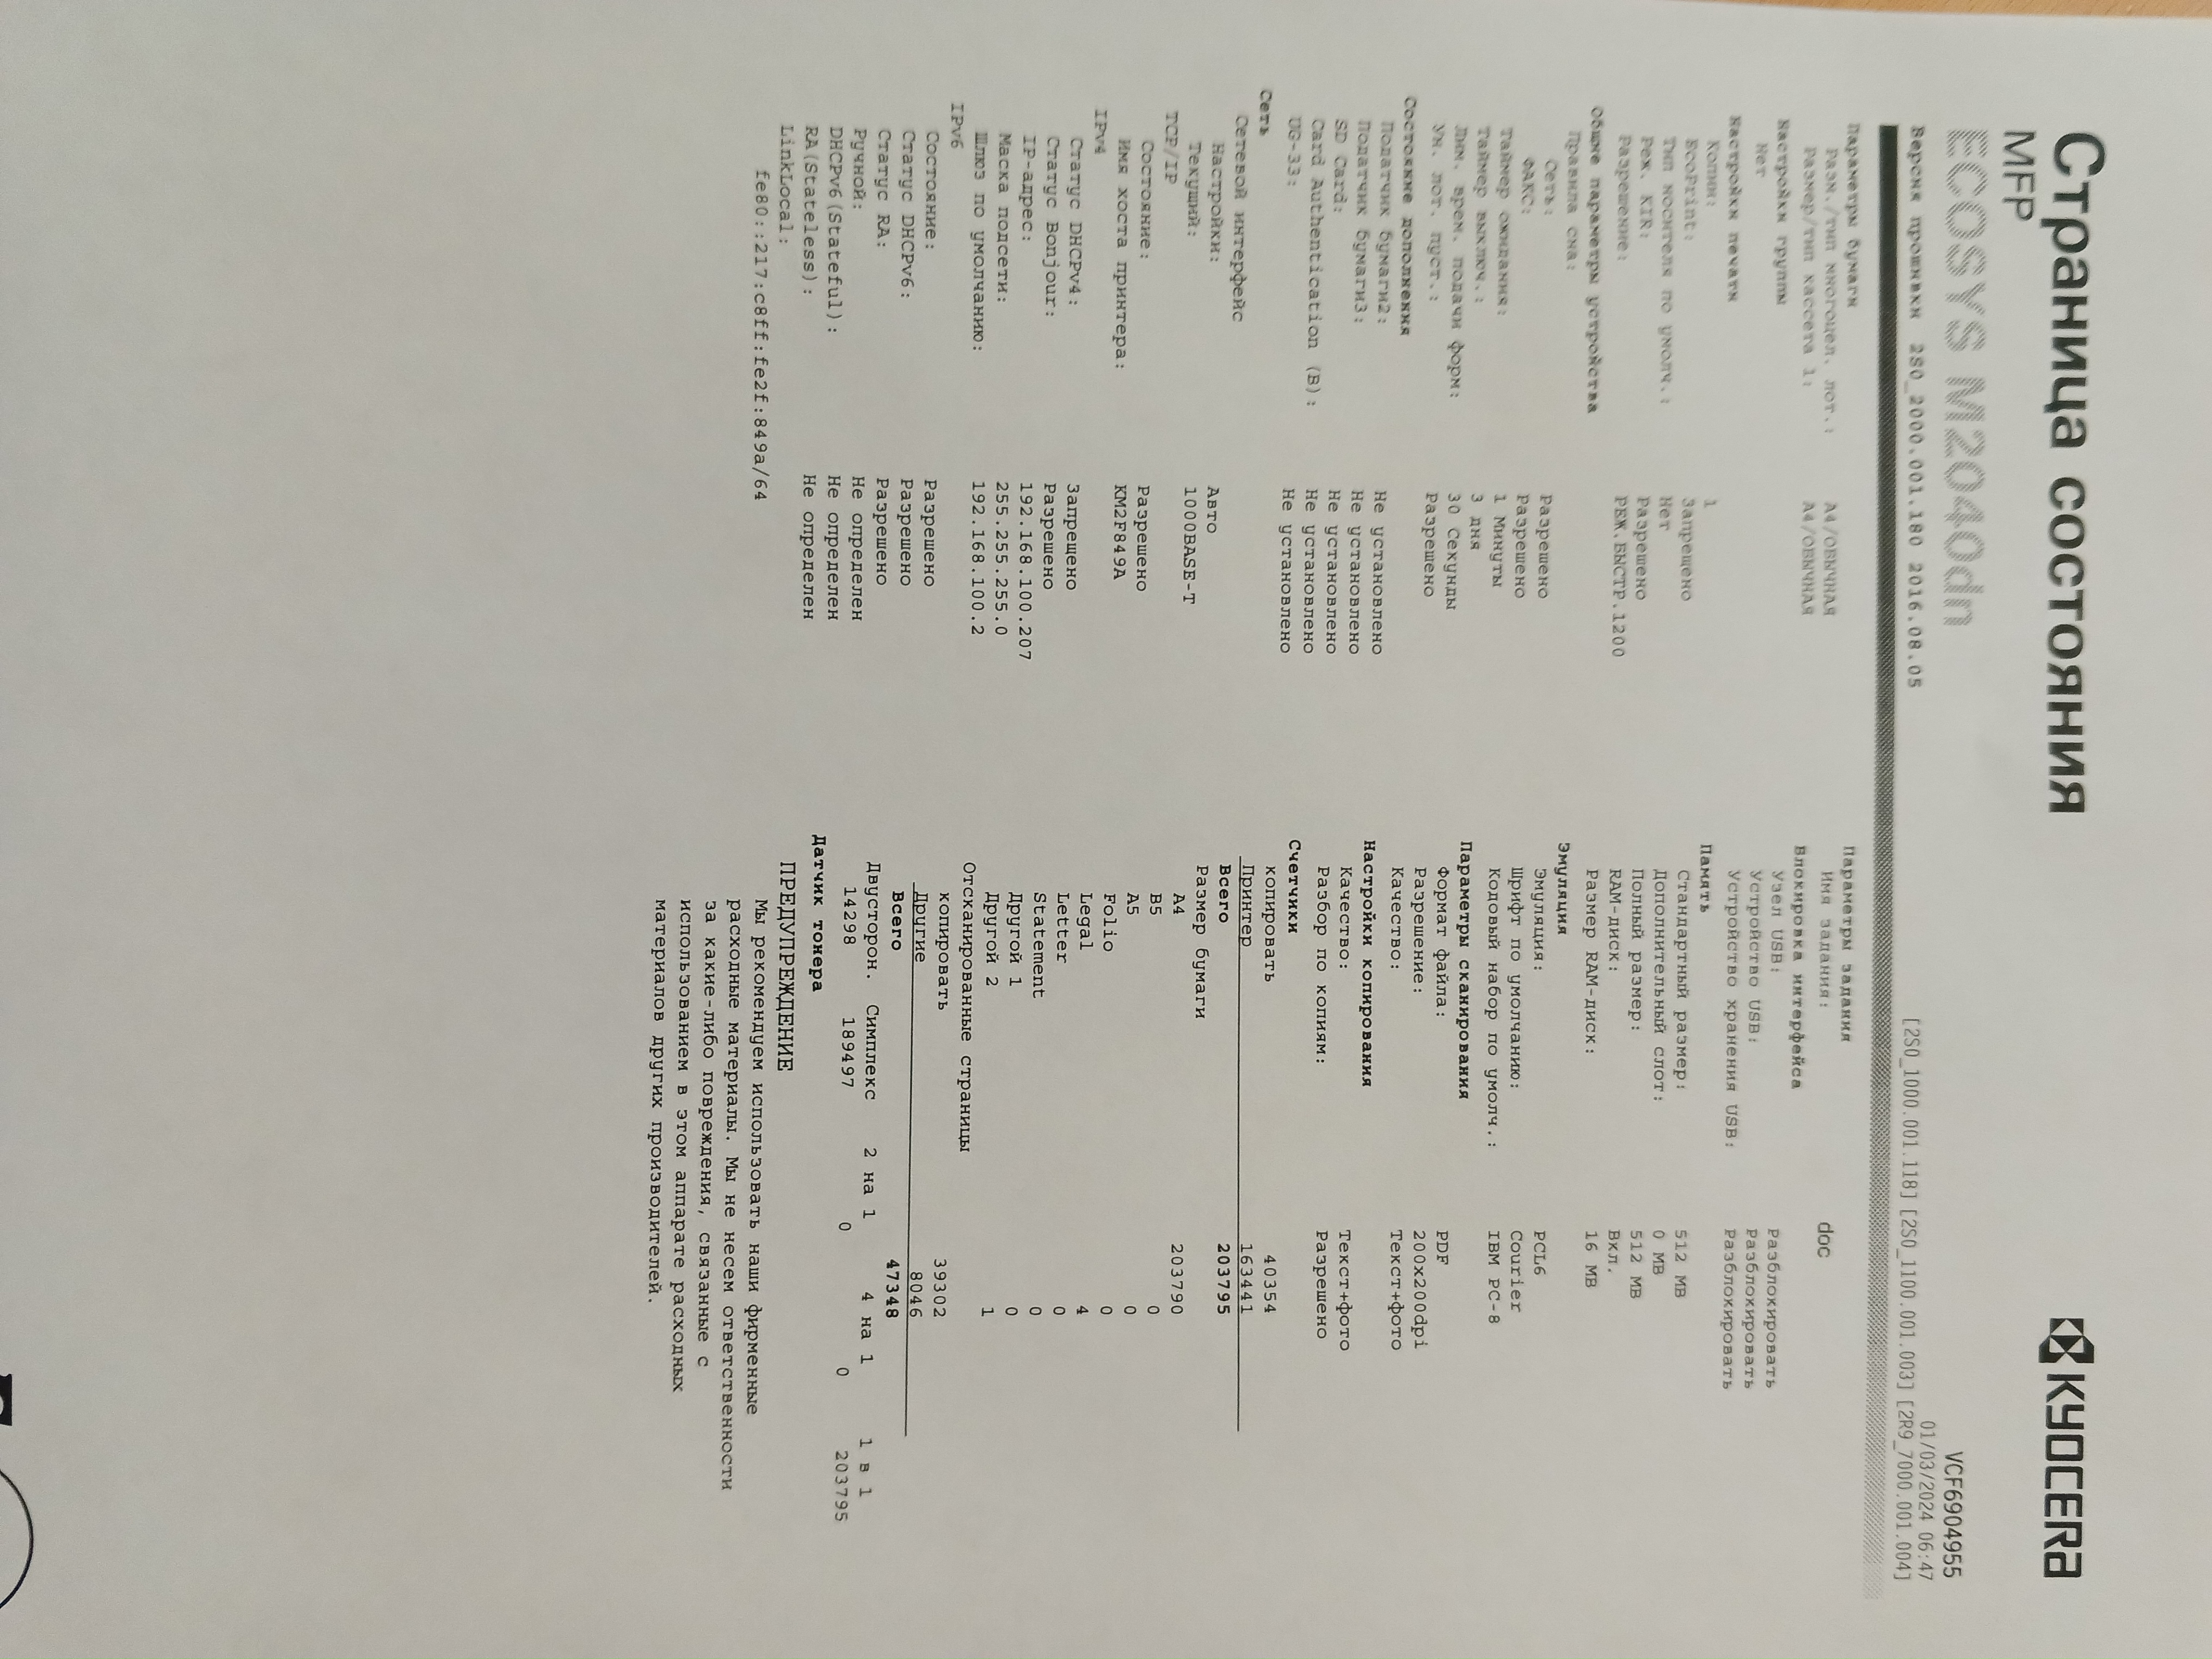 Страница состояния
MFP
KYOCERA
ECOSYS M2040dn
VCF6904955
01/03/2024 06:47
Версия прошивки 2S0_2000.001.180 2016.08.05
[2S0_1000.001.118] [2S0_1100.001.003] [2R9_7000.001.004]
Параметры бумаги
Разм./тип многоцел. лот.: A4/ОБЫЧНАЯ
Размер/тип кассета 1: A4/ОБЫЧНАЯ
Настройки группы
Нет
Настройки печати
Копии: 1
EcoPrint: Запрещено
Тип носителя по умолч.: Нет
Реж. KIR: Разрешено
Разрешение: РЕЖ.БЫСТР.1200
Общие параметры устройства
Правила сна:
Сеть: Разрешено
ФАКС: Разрешено
Таймер ожидания: 1 Минуты
Таймер выключ.: 3 дня
Лим. врем. подачи форм: 30 Секунды
Ун. лот. пуст.: Разрешено
Состояние дополнения
Податчик бумаги2: Не установлено
Податчик бумаги3: Не установлено
SD Card: Не установлено
Card Authentication (B): Не установлено
UG-33: Не установлено
Сеть
Сетевой интерфейс
Настройки: Авто
Текущий: 1000BASE-T
TCP/IP
Состояние: Разрешено
Имя хоста принтера: KM2F849A
IPv4
Статус DHCPv4: Запрещено
Статус Bonjour: Разрешено
IP-адрес: 192.168.100.207
Маска подсети: 255.255.255.0
Шлюз по умолчанию: 192.168.100.2
IPv6
Состояние: Разрешено
Статус DHCPv6: Разрешено
Статус RA: Разрешено
Ручной: Не определен
DHCPv6(Stateful): Не определен
RA(Stateless): Не определен
LinkLocal:
fe80::217:c8ff:fe2f:849a/64
Параметры задания
Имя задания: doc
Блокировка интерфейса
Узел USB: Разблокировать
Устройство USB: Разблокировать
Устройство хранения USB: Разблокировать
Память
Стандартный размер: 512 MB
Дополнительный слот: 0 MB
Полный размер: 512 MB
RAM-диск: Вкл.
Размер RAM-диск: 16 MB
Эмуляция
Эмуляция: PCL6
Шрифт по умолчанию: Courier
Кодовый набор по умолч.: IBM PC-8
Параметры сканирования
Формат файла: PDF
Разрешение: 200x200dpi
Качество: Текст+фото
Настройки копирования
Качество: Текст+фото
Разбор по копиям: Разрешено
Счетчики
копировать 40354
Принтер 163441
Всего 203795
Размер бумаги
A4 203790
B5 0
A5 0
Folio 0
Legal 4
Letter 0
Statement 0
Другой 1 0
Другой 2 1
Отсканированные страницы
копировать 39302
Другие 8046
Всего 47348
Двусторон. Симплекс 2 на 1 4 на 1 1 в 1
14298 189497 0 0 203795
Датчик тонера
ПРЕДУПРЕЖДЕНИЕ
Мы рекомендуем использовать наши фирменные
расходные материалы. Мы не несем ответственности
за какие-либо повреждения, связанные с
использованием в этом аппарате расходных
материалов других производителей.